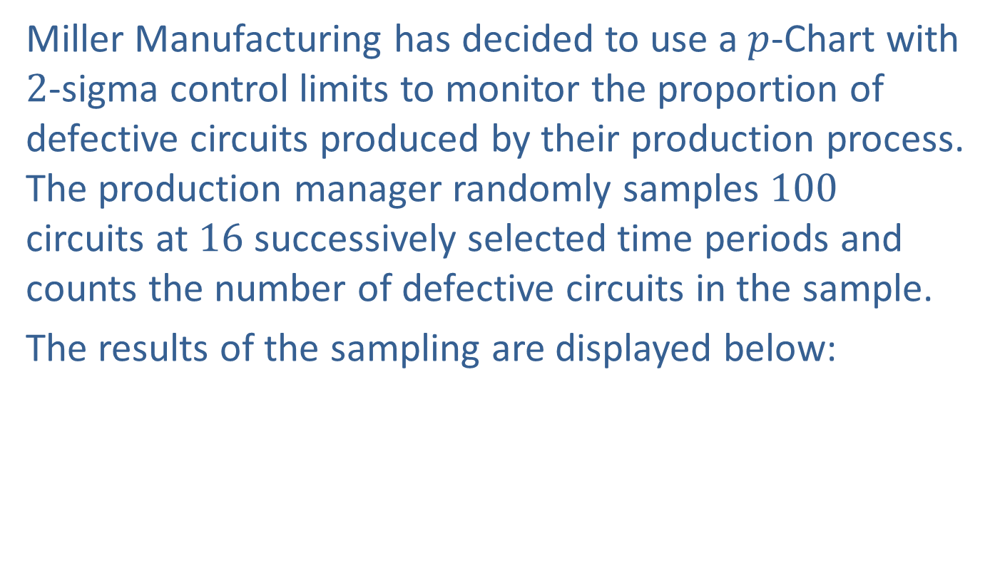 Miller Manufacturing has decided to use a p-Chart with
2-sigma control limits to monitor the proportion of
defective circuits produced by their production process.
The production manager randomly samples 100
circuits at 16 successively selected time periods and
counts the number of defective circuits in the sample.
The results of the sampling are displayed below: